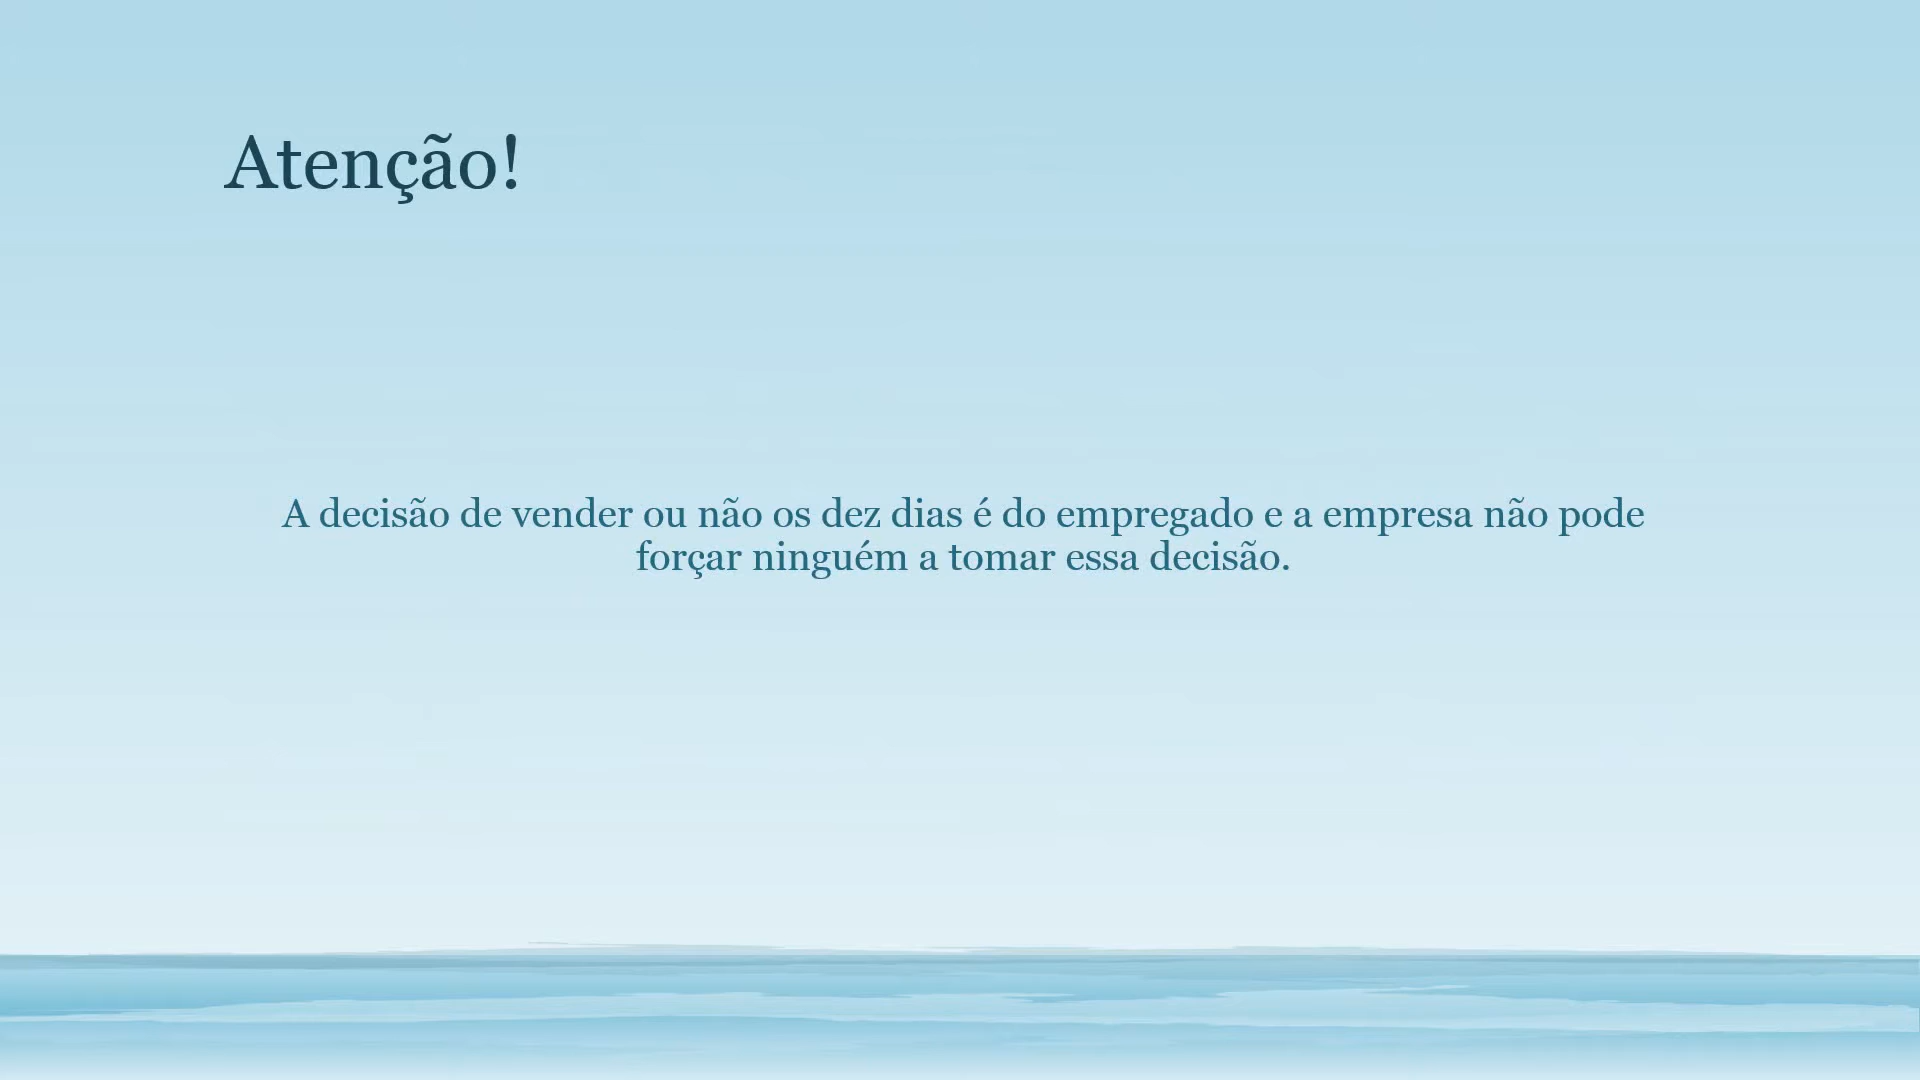 Atenção!
A decisão de vender ou não os dez dias é do empregado e a empresa não pode
forçar ninguém a tomar essa decisão.